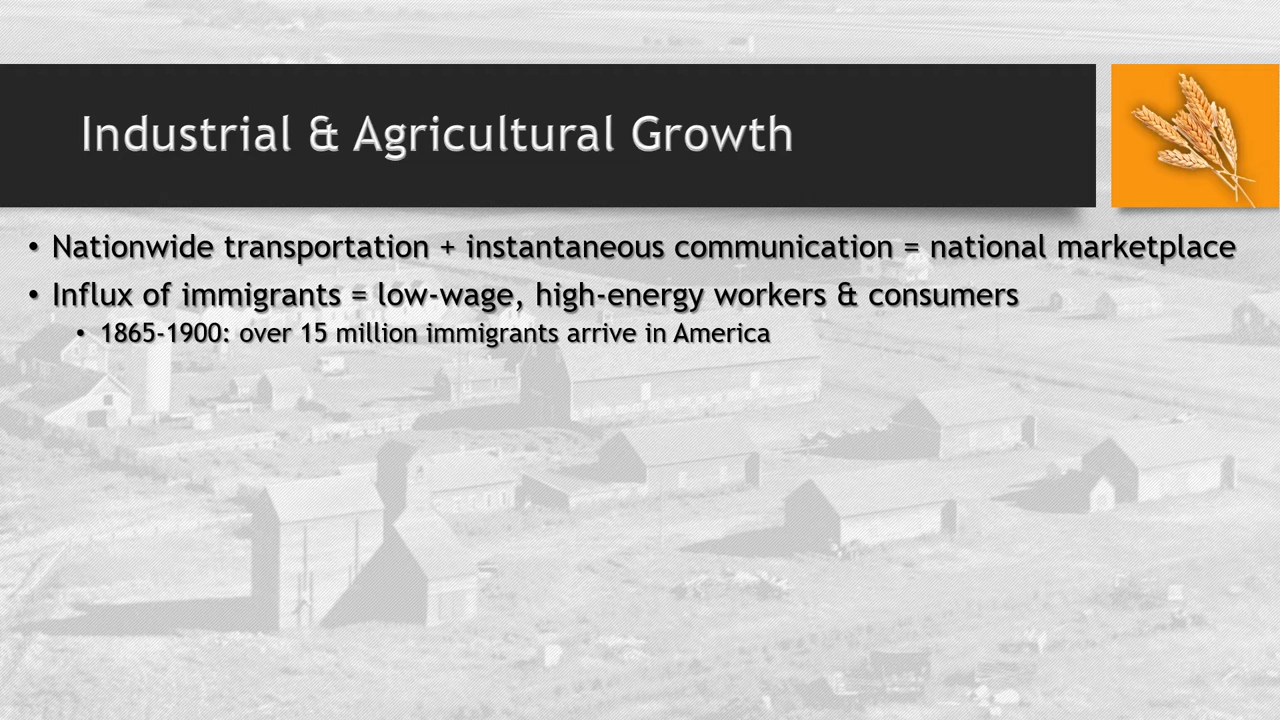 Industrial & Agricultural Growth
• Nationwide transportation + instantaneous communication = national marketplace
• Influx of immigrants = low-wage, high-energy workers & consumers
• 1865-1900: over 15 million immigrants arrive in America